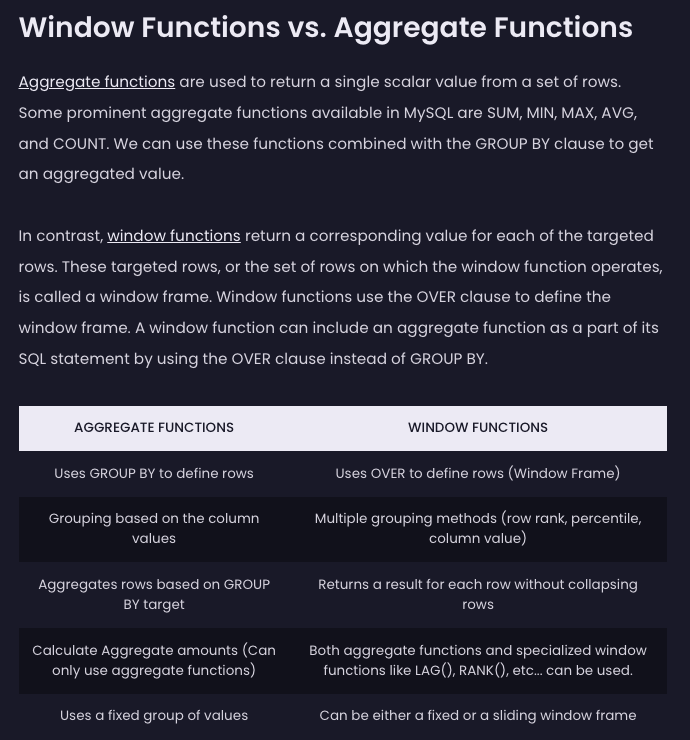 Window Functions vs. Aggregate Functions
Aggregate functions are used to return a single scalar value from a set of rows.
Some prominent aggregate functions available in MySQL are SUM, MIN, MAX, AVG,
and COUNT. We can use these functions combined with the GROUP BY clause to get
an aggregated value.
In contrast, window functions return a corresponding value for each of the targeted
rows. These targeted rows, or the set of rows on which the window function operates,
is called a window frame. Window functions use the OVER clause to define the
window frame. A window function can include an aggregate function as a part of its
SQL statement by using the OVER clause instead of GROUP BY.
AGGREGATE FUNCTIONS WINDOW FUNCTIONS
Uses GROUP BY to define rows Uses OVER to define rows (Window Frame)
Grouping based on the column
values
Multiple grouping methods (row rank, percentile,
column value)
Aggregates rows based on GROUP
BY target
Returns a result for each row without collapsing
rows
Calculate Aggregate amounts (Can
only use aggregate functions)
Both aggregate functions and specialized window
functions like LAG(), RANK(), etc... can be used.
Uses a fixed group of values Can be either a fixed or a sliding window frame